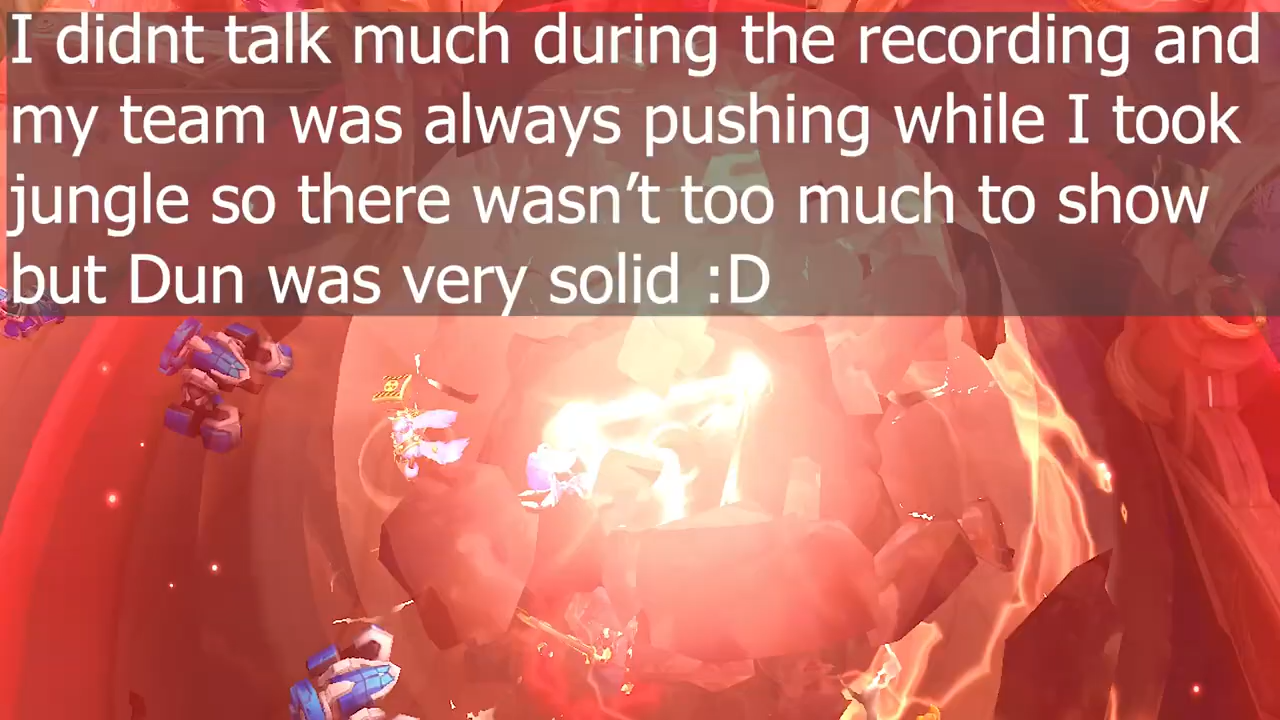 I didnt talk much during the recording and
my team was always pushing while I took
jungle so there wasn’t too much to show
but Dun was very solid :D